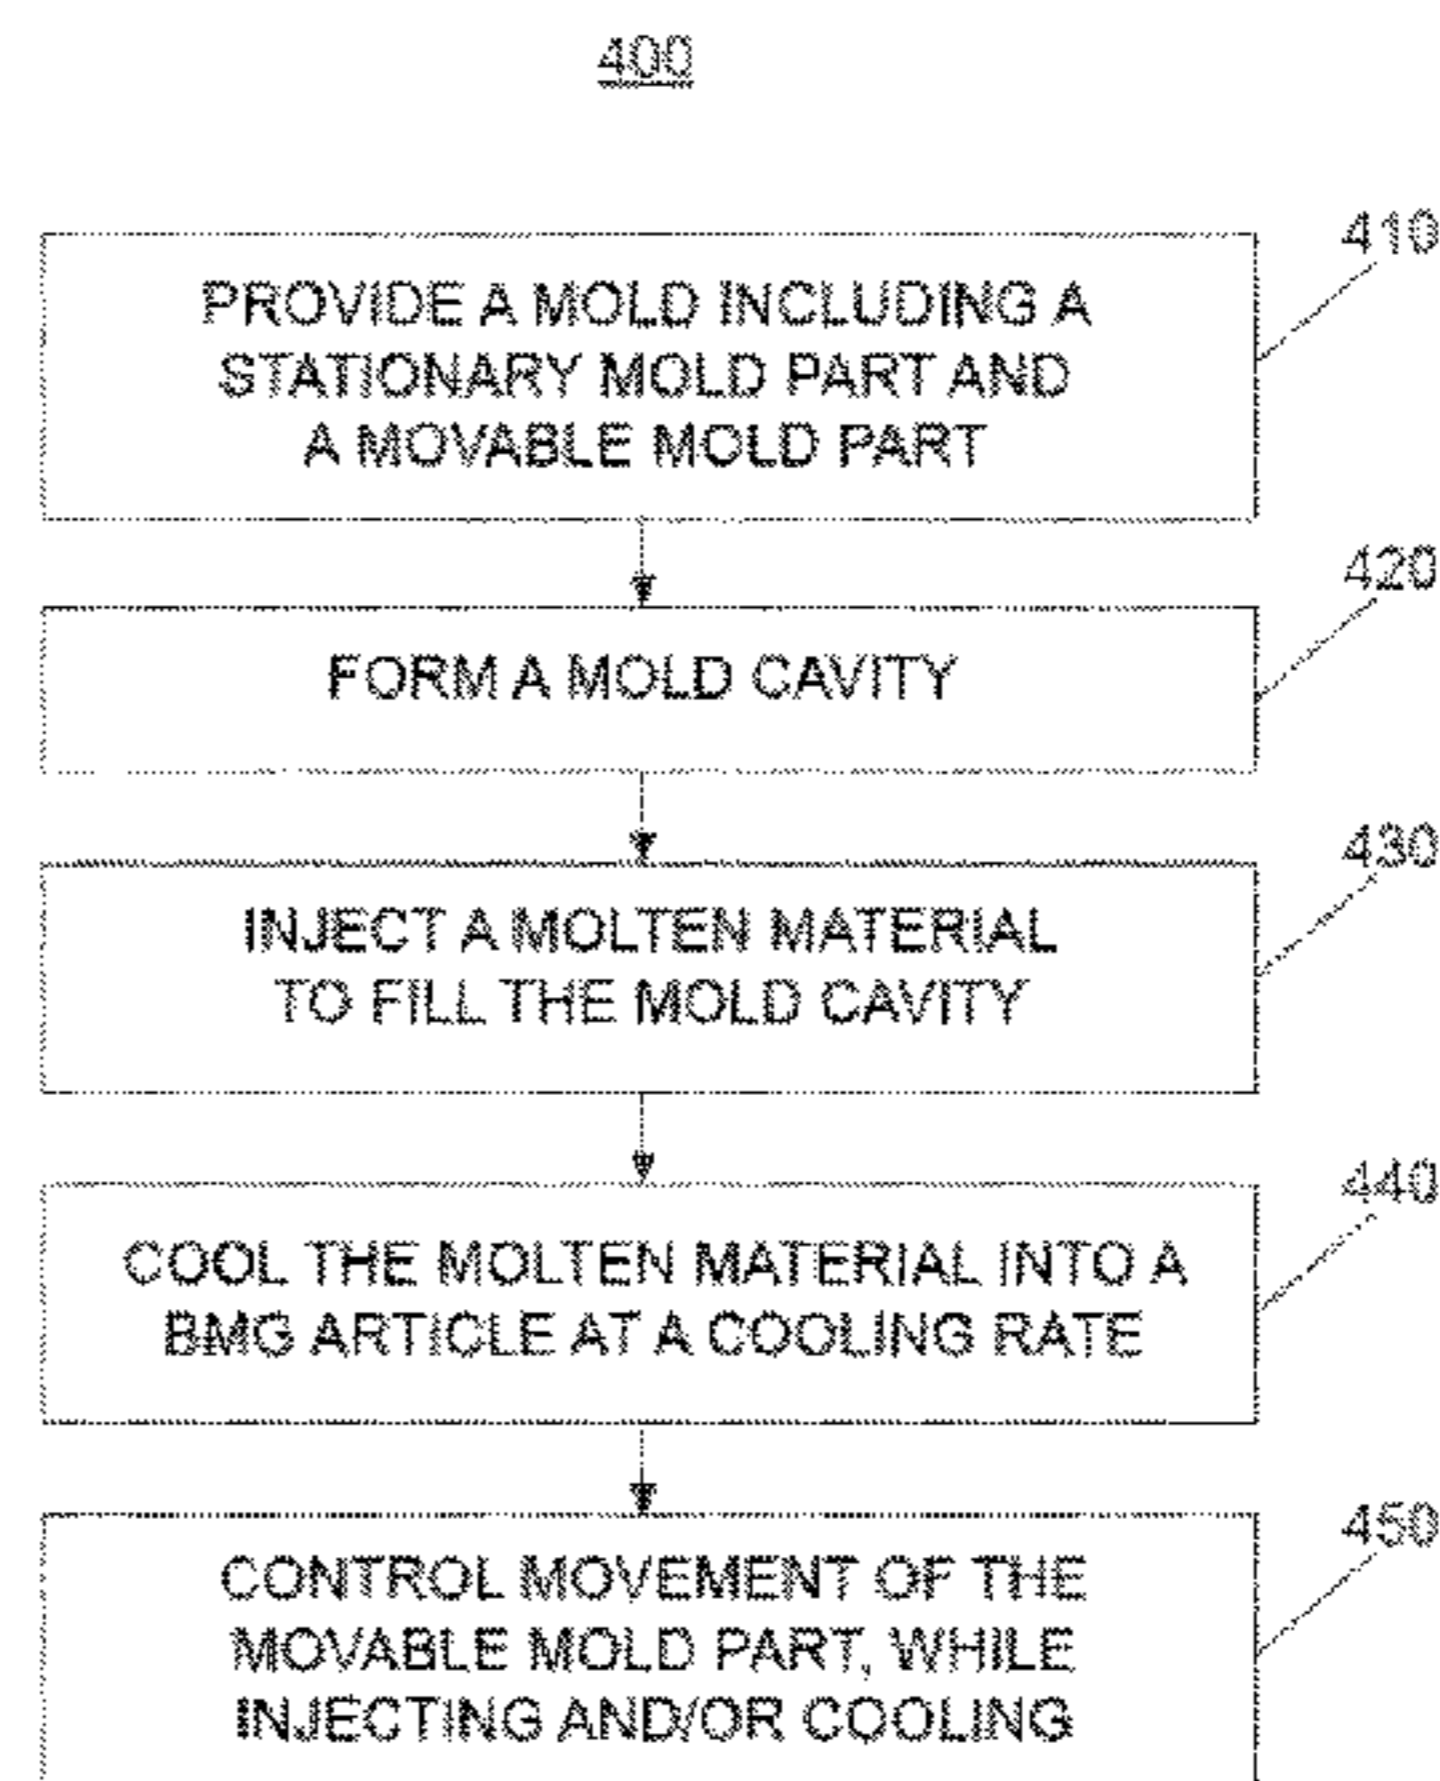 400
410
PROVIDE A MOLD INCLUDING A
STATIONARY MOLD PART AND
A MOVABLE MOLD PART
420
FORM A MOLD CAVITY
430
INJECT A MOLTEN MATERIAL
TO FILL THE MOLD CAVITY
440
COOL THE MOLTEN MATERIAL INTO A
BMG ARTICLE AT A COOLING RATE
450
CONTROL MOVEMENT OF THE
MOVABLE MOLD PART, WHILE
INJECTING AND/OR COOLING